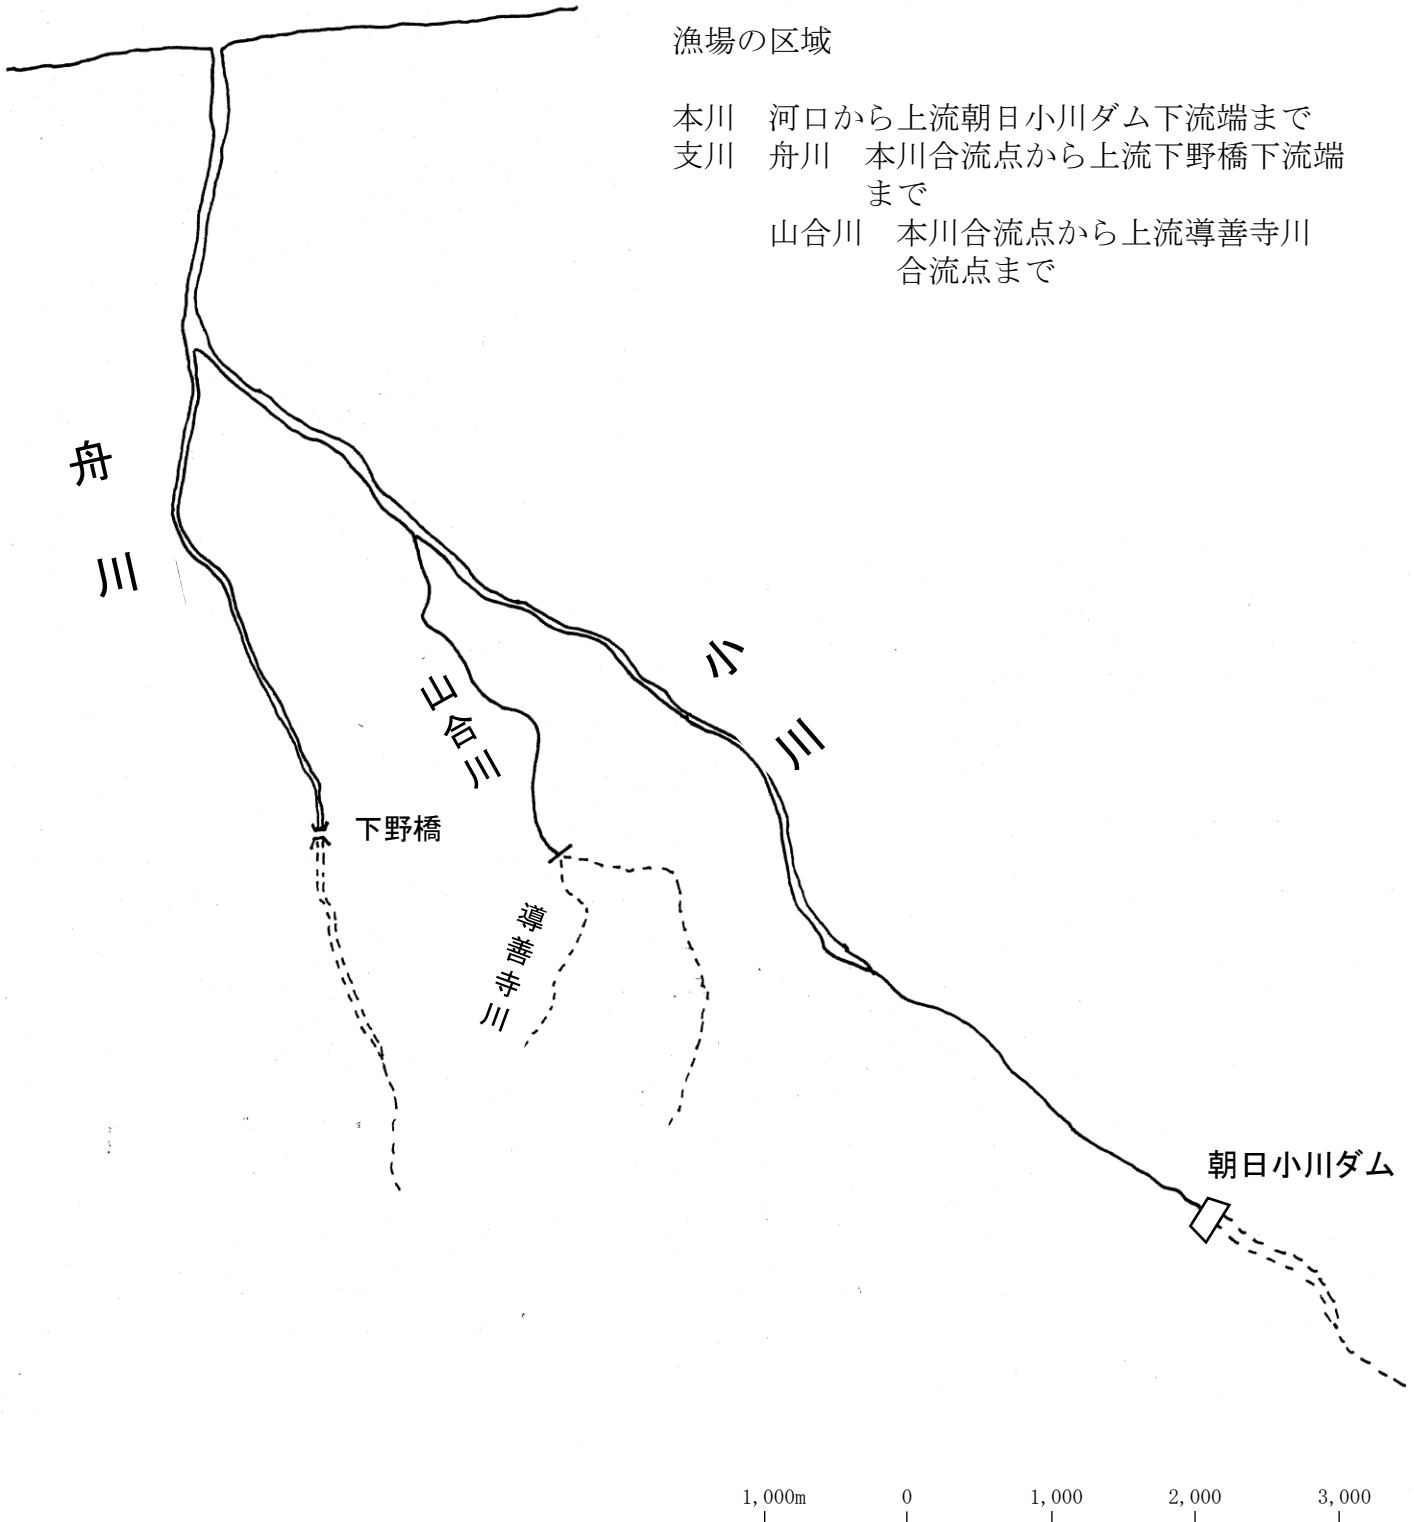 漁場の区域
本川　河口から上流朝日小川ダム下流端まで
支川　舟川　本川合流点から上流下野橋下流端
まで
山合川　本川合流点から上流導善寺川
合流点まで
舟川
小川
山合川
下野橋
導善寺川
朝日小川ダム
1,000m 0 1,000 2,000 3,000